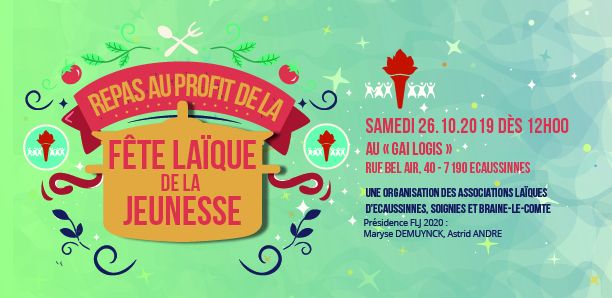 REPAS AU PROFIT DE LA
FÊTE LAÏQUE
DE LA
JEUNESSE
SAMEDI 26.10.2019 DÈS 12H00
AU « GAI LOGIS »
RUE BEL AIR, 40 - 7190 ECAUSSINNES
UNE ORGANISATION DES ASSOCIATIONS LAÏQUES
D'ECAUSSINNES, SOIGNIES ET BRAINE-LE-COMTE
Présidence FLJ 2020 :
Maryse DEMUYNCK, Astrid ANDRE